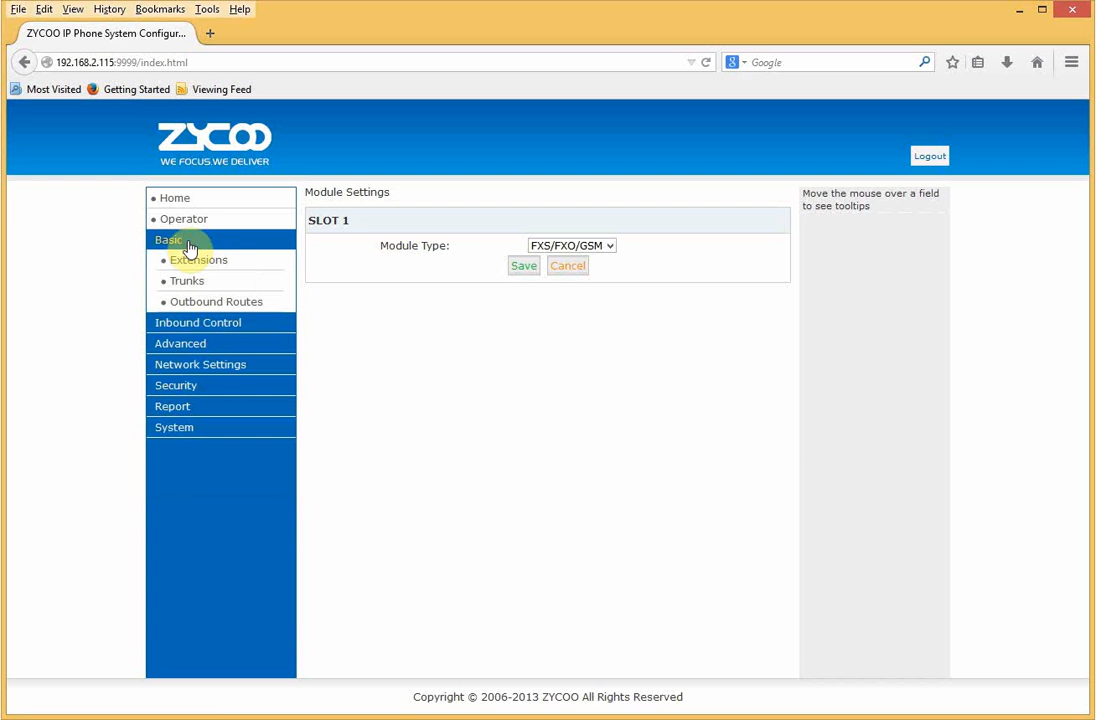 File Edit View History Bookmarks Tools Help
ZYCOO IP Phone System Configur...
192.168.2.115:9999/index.html
Google
Most Visited Getting Started Viewing Feed
ZYCOO
WE FOCUS.WE DELIVER
Logout
Home
Operator
Basic
Extensions
Trunks
Outbound Routes
Inbound Control
Advanced
Network Settings
Security
Report
System
Module Settings
SLOT 1
Module Type: FXS/FXO/GSM
Save Cancel
Move the mouse over a field
to see tooltips
Copyright © 2006-2013 ZYCOO All Rights Reserved